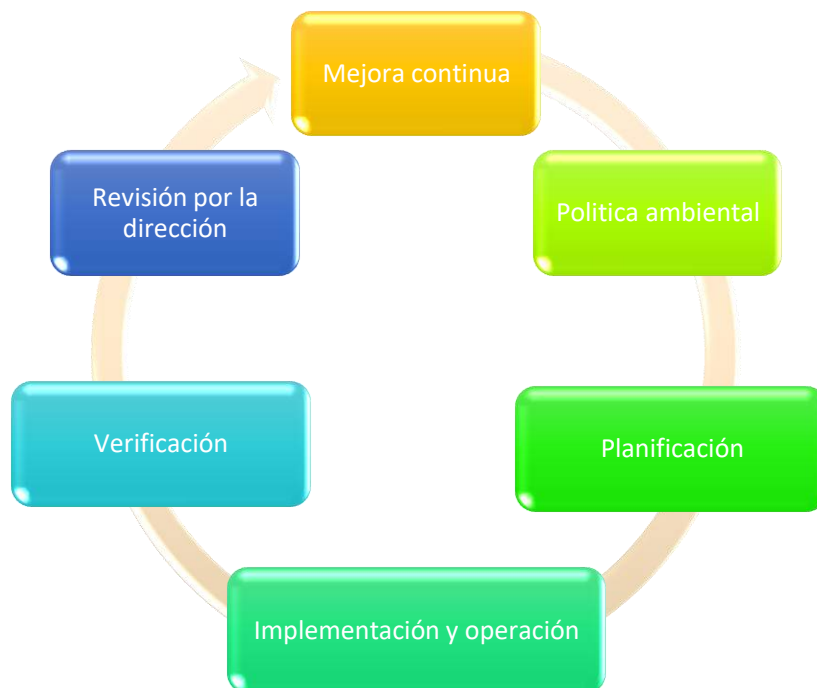 Mejora continua
Politica ambiental
Planificación
Implementación y operación
Verificación
Revisión por la
dirección